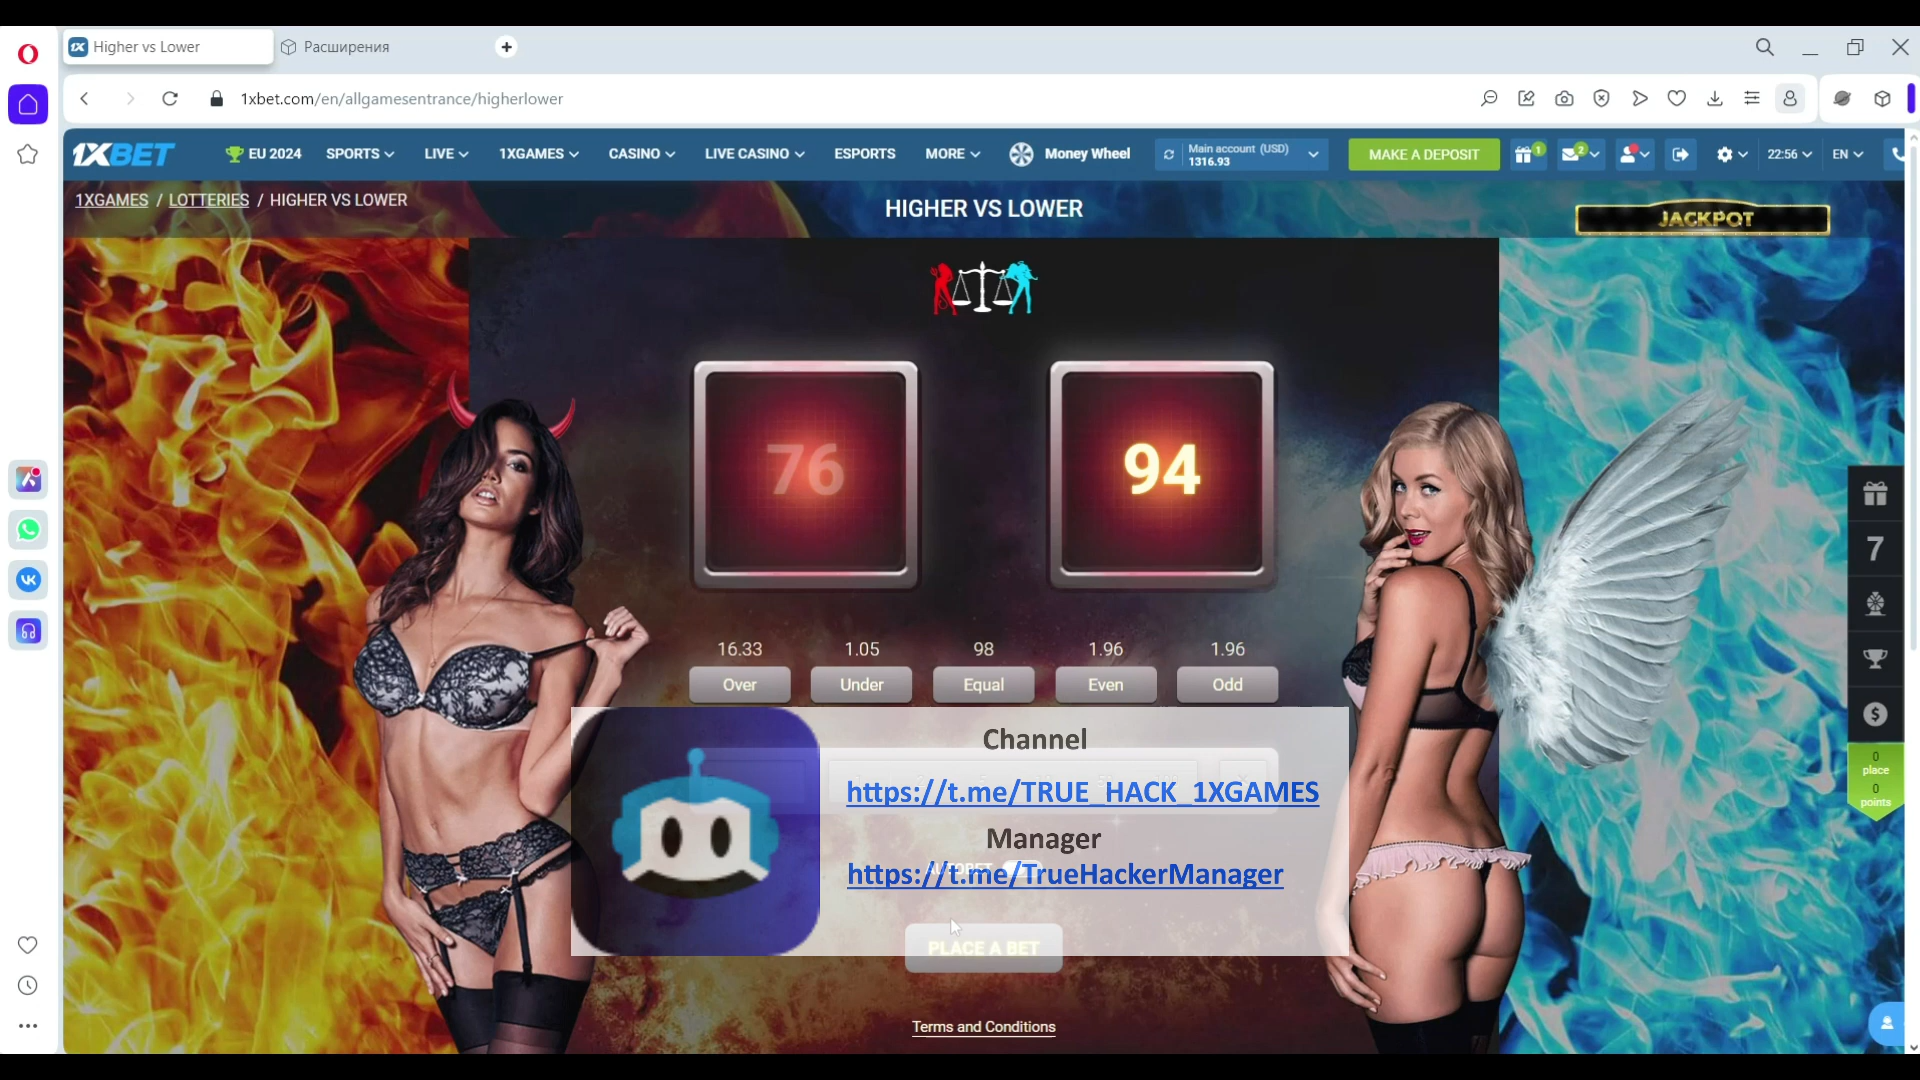 Higher vs Lower
Расширения
1xbet.com/en/allgamesentrance/higherlower
1XBET
EU 2024
SPORTS
LIVE
1XGAMES
CASINO
LIVE CASINO
ESPORTS
MORE
Money Wheel
Main account (USD)
1316.93
MAKE A DEPOSIT
1
2
22:56
EN
1XGAMES / LOTTERIES / HIGHER VS LOWER
HIGHER VS LOWER
JACKPOT
76
94
16.33
1.05
98
1.96
1.96
Over
Under
Equal
Even
Odd
7
Channel
https://t.me/TRUE_HACK_1XGAMES
Manager
https://t.me/TrueHackerManager
0
place
0
points
PLACE A BET
Terms and Conditions